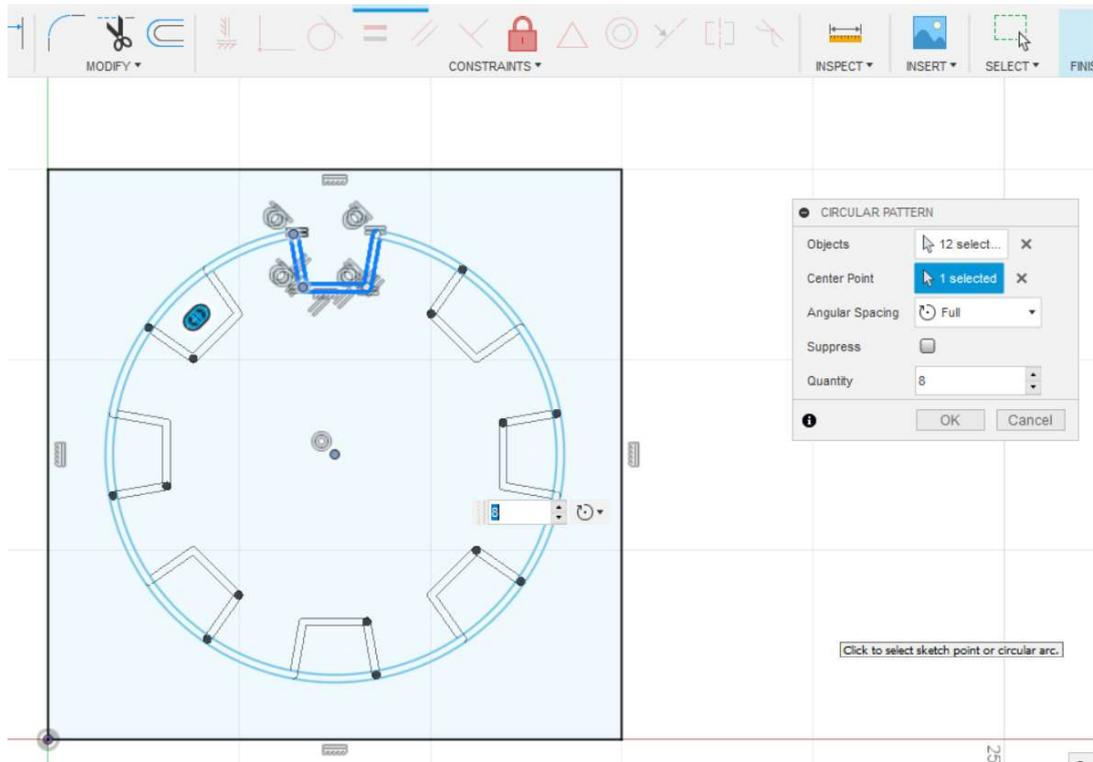 MODIFY ▾
CONSTRAINTS ▾
INSPECT ▾
INSERT ▾
SELECT ▾
CIRCULAR PATTERN
Objects
12 select...
Center Point
1 selected
Angular Spacing
Full
Suppress
Quantity
8
OK
Cancel
8
Click to select sketch point or circular arc.
25